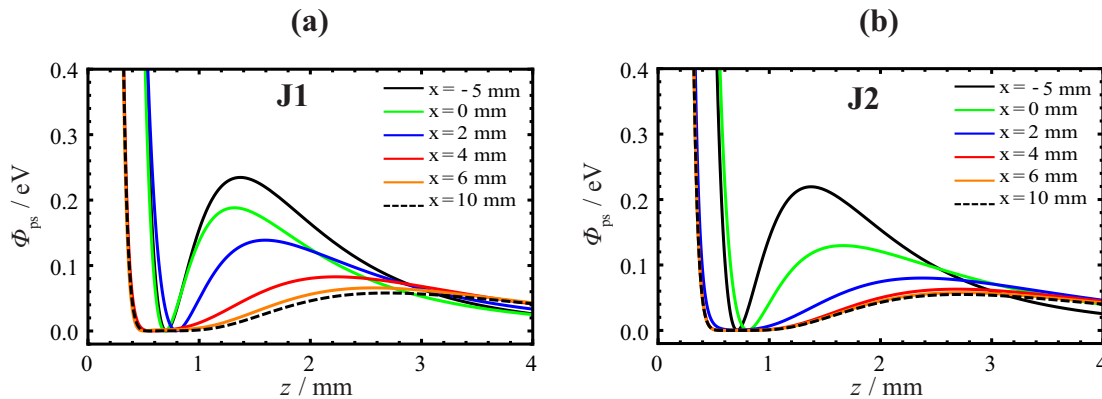 (a)
(b)
J1
x = - 5 mm
x = 0 mm
x = 2 mm
x = 4 mm
x = 6 mm
x = 10 mm
0.4
0.3
0.2
0.1
0.0
Φps / eV
0 1 2 3 4
z / mm
J2
x = - 5 mm
x = 0 mm
x = 2 mm
x = 4 mm
x = 6 mm
x = 10 mm
0.4
0.3
0.2
0.1
0.0
Φps / eV
0 1 2 3 4
z / mm